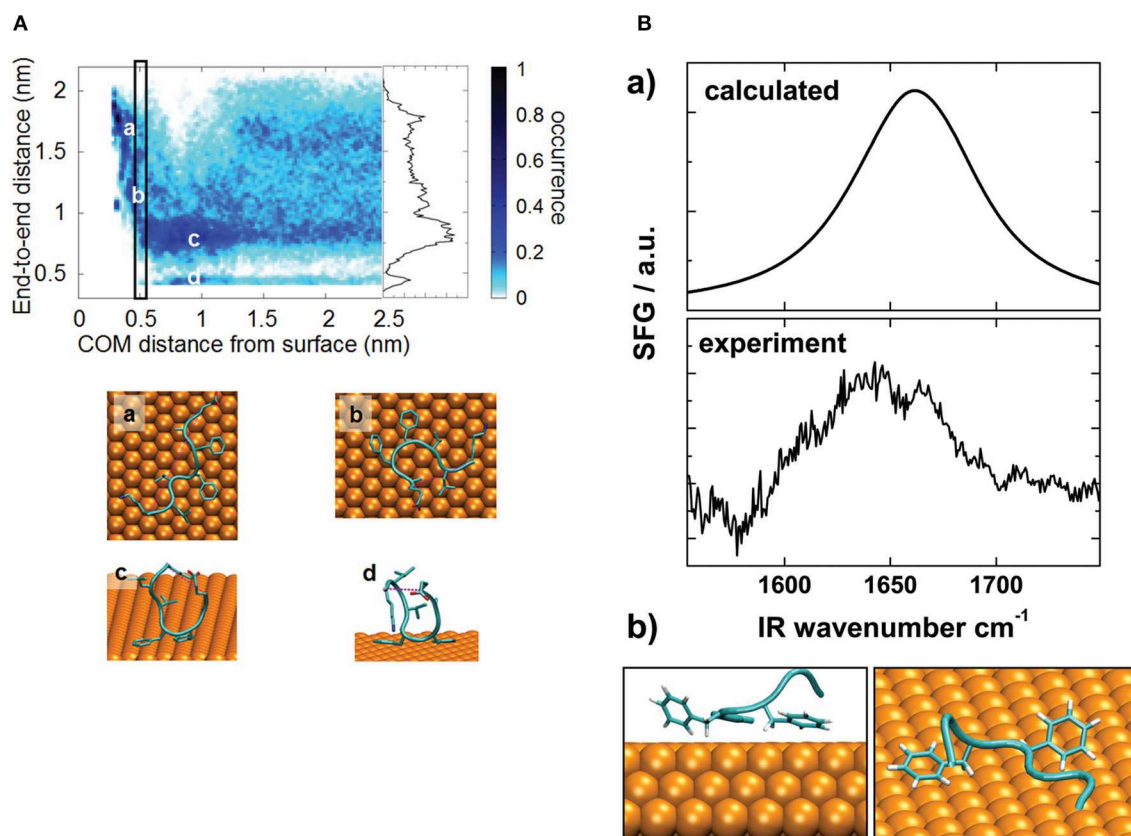 A
End-to-end distance (nm)
2
1.5
1
0.5
a
b
c
d
0
0.5
1
1.5
2
2.5
COM distance from surface (nm)
1
0.8
0.6
0.4
0.2
0
occurrence
a
b
c
d
B
a)
calculated
experiment
SFG / a.u.
1600
1650
1700
IR wavenumber cm⁻¹
b)